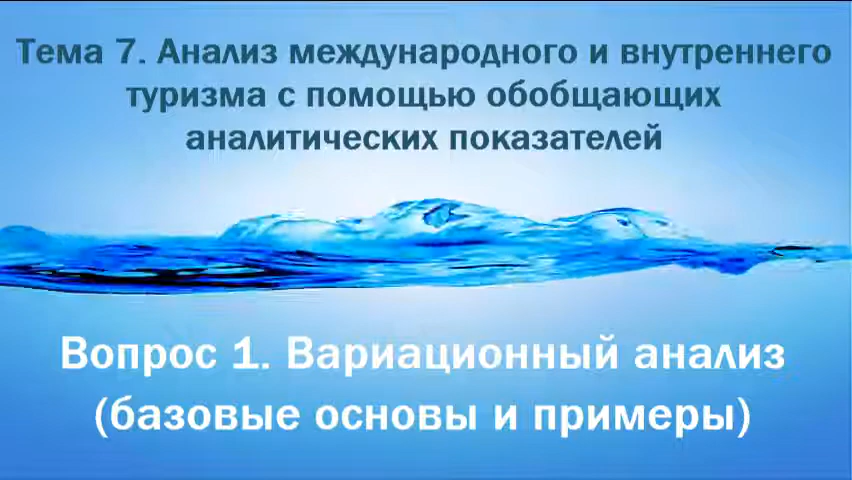 Тема 7. Анализ международного и внутреннего
туризма с помощью обобщающих
аналитических показателей
Вопрос 1. Вариационный анализ
(базовые основы и примеры)